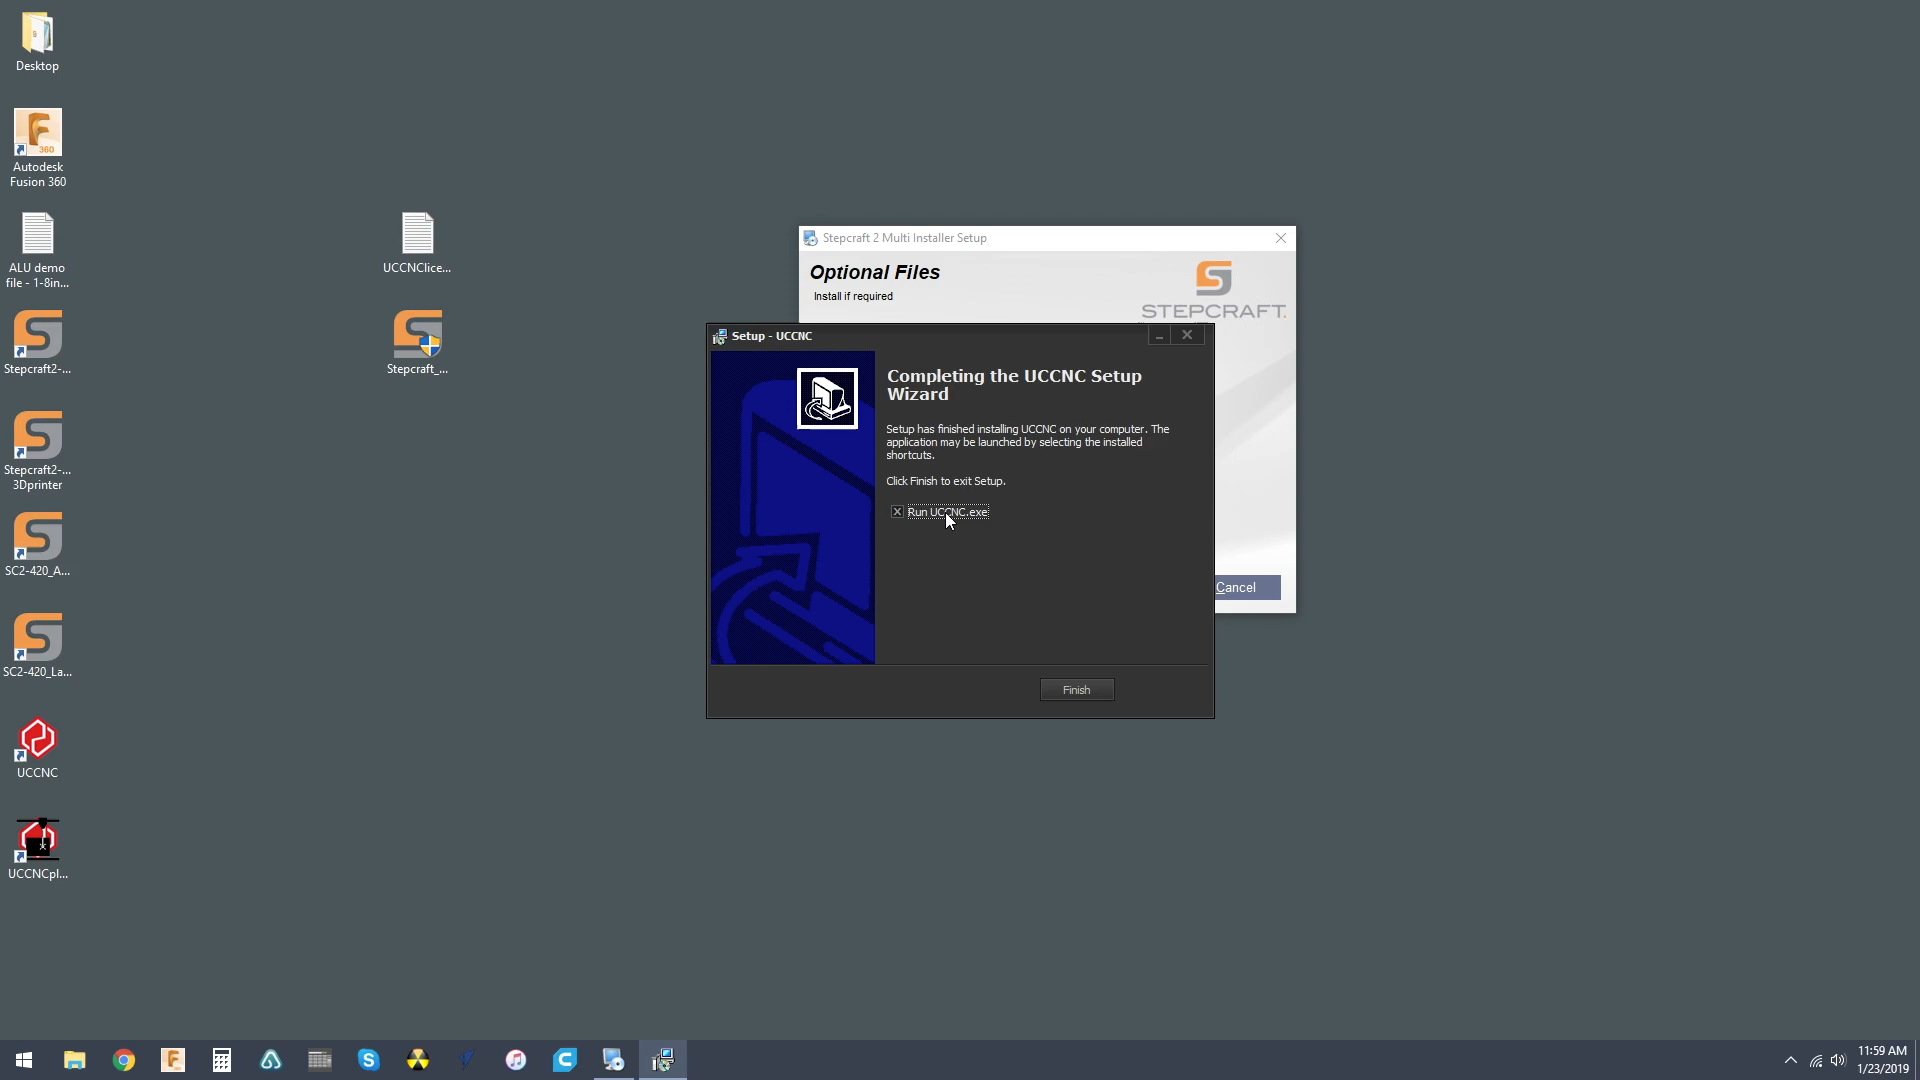 Desktop
Autodesk
Fusion 360
360
ALU demo
file - 1-8in...
Stepcraft2-...
Stepcraft2-...
3Dprinter
SC2-420_A...
SC2-420_La...
UCCNC
UCCNCpl...
UCCNClice...
Stepcraft_...
Stepcraft 2 Multi Installer Setup
Optional Files
Install if required
STEPCRAFT.
Cancel
Setup - UCCNC
Completing the UCCNC Setup
Wizard
Setup has finished installing UCCNC on your computer. The
application may be launched by selecting the installed
shortcuts.
Click Finish to exit Setup.
Run UCCNC.exe
Finish
11:59 AM
1/23/2019